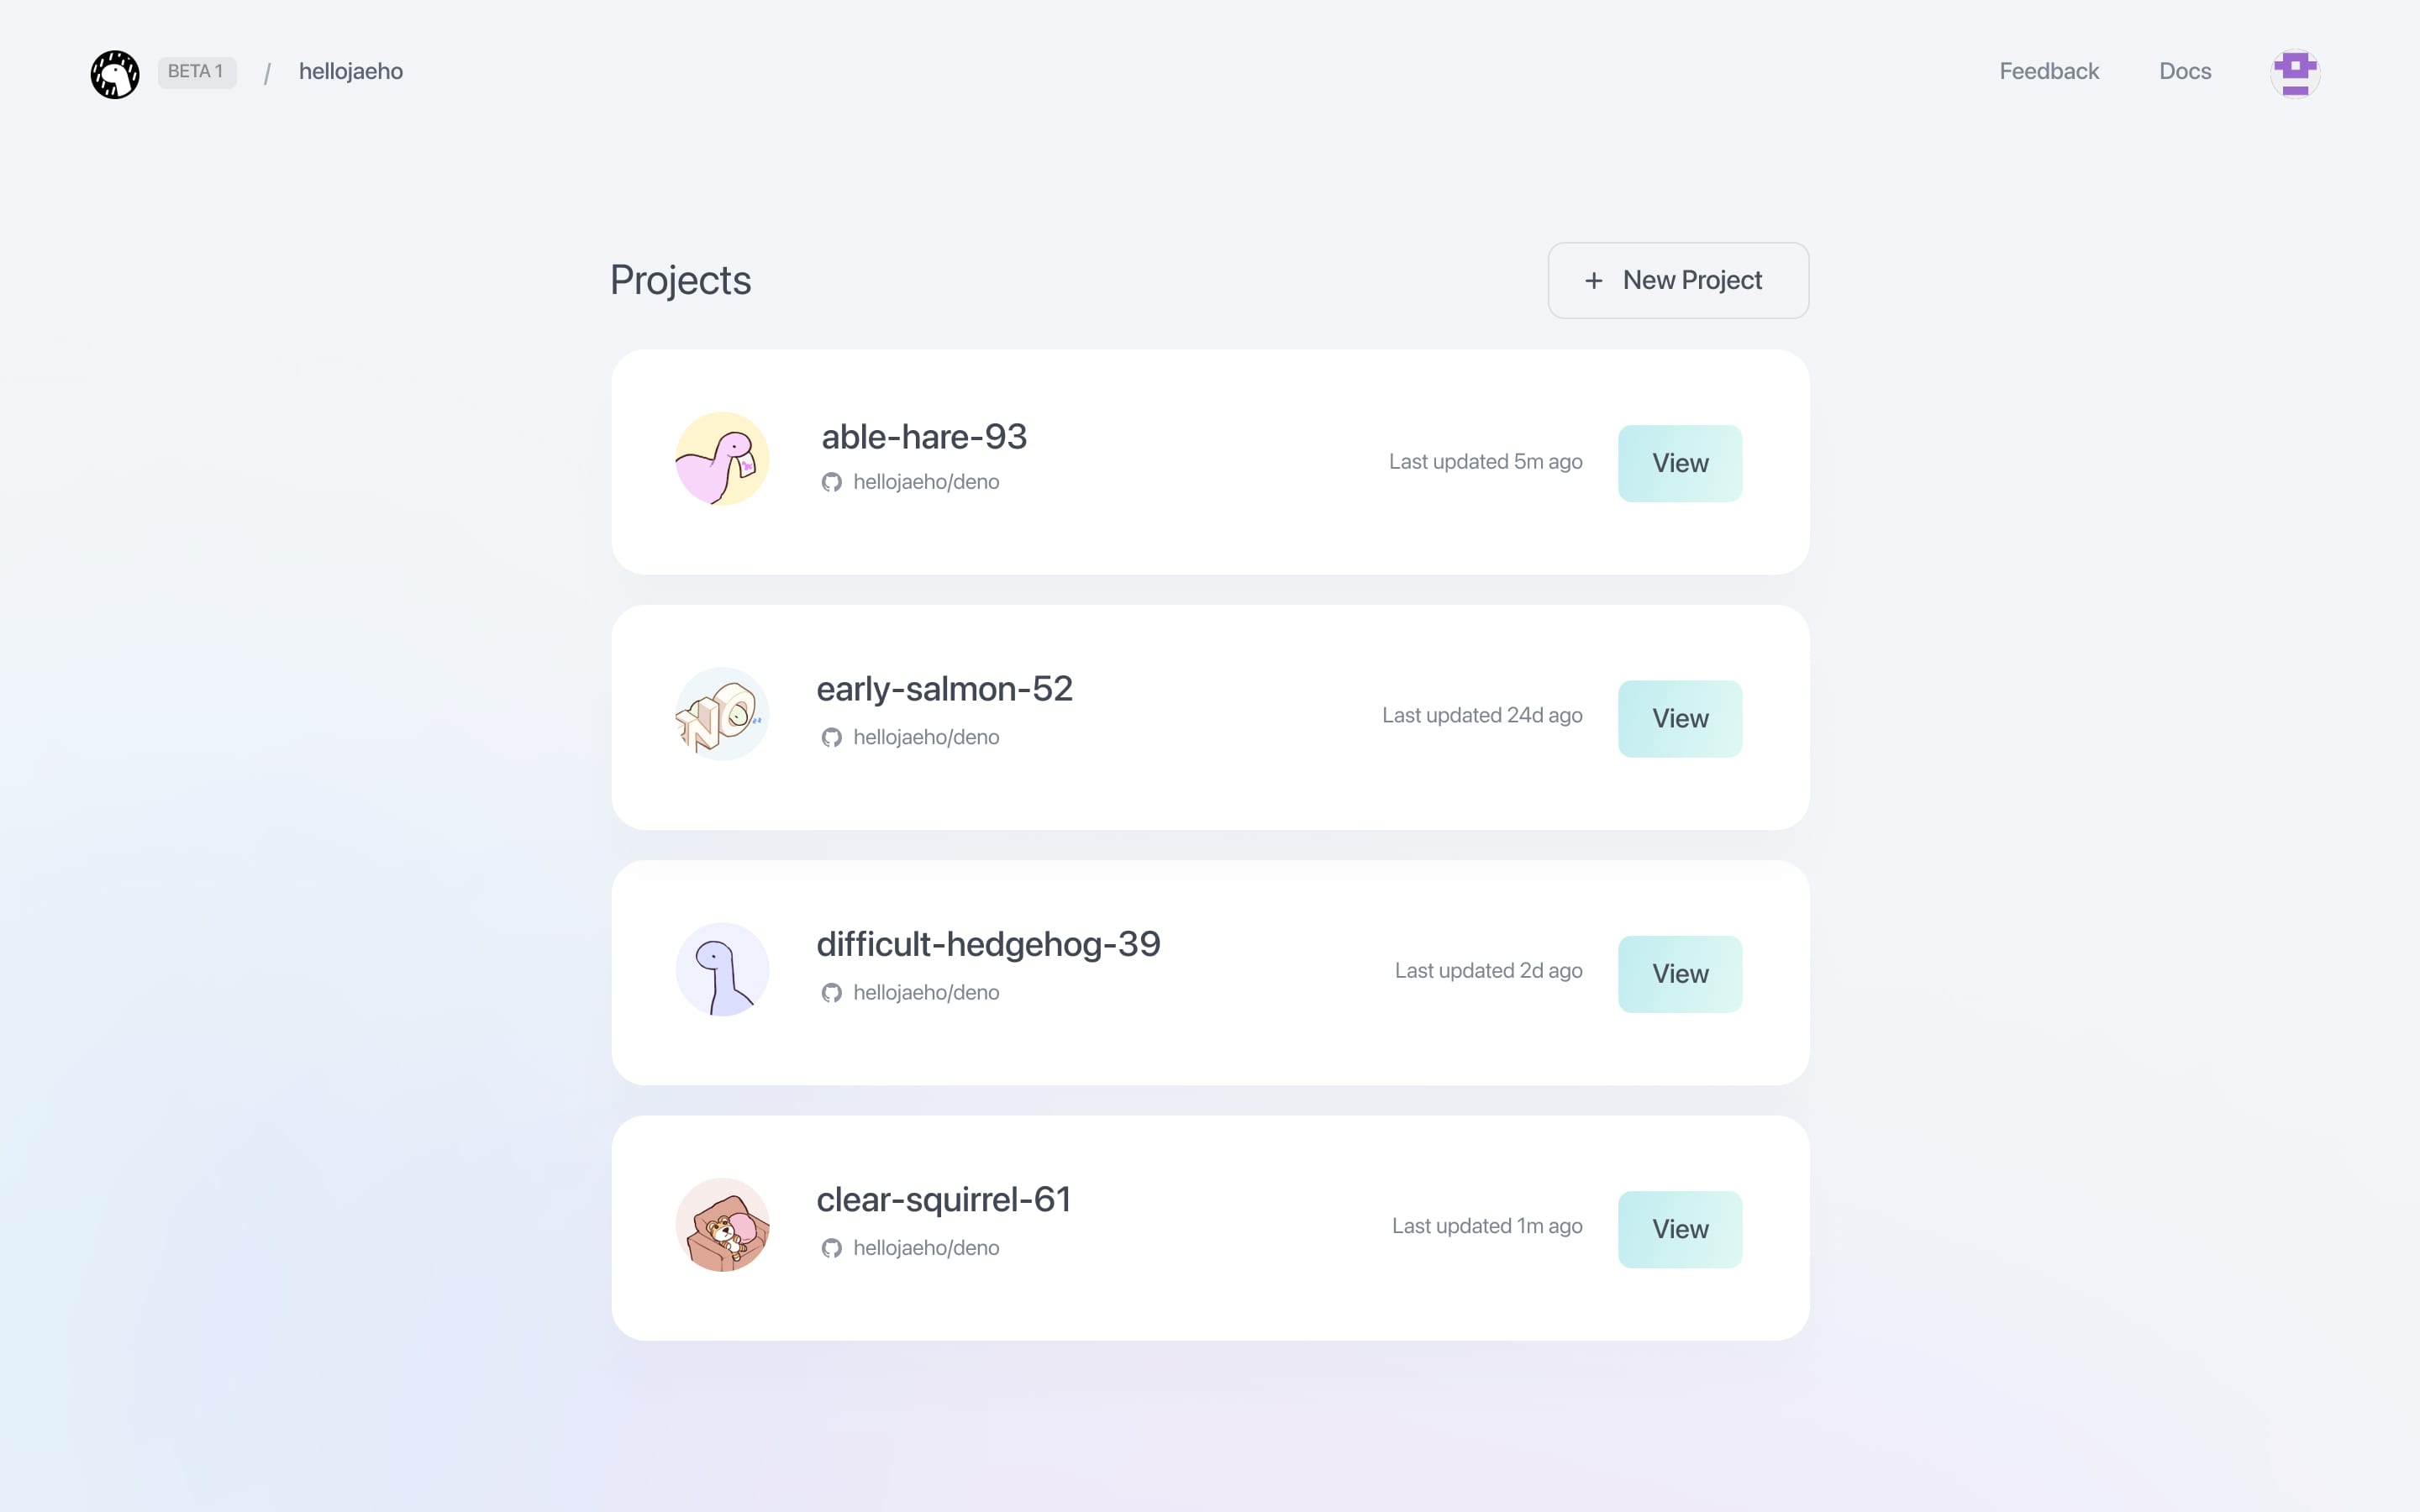 BETA 1 / hellojaeho
Feedback Docs
Projects
+ New Project
able-hare-93
hellojaeho/deno
Last updated 5m ago
View
early-salmon-52
hellojaeho/deno
Last updated 24d ago
View
NO
difficult-hedgehog-39
hellojaeho/deno
Last updated 2d ago
View
clear-squirrel-61
hellojaeho/deno
Last updated 1m ago
View